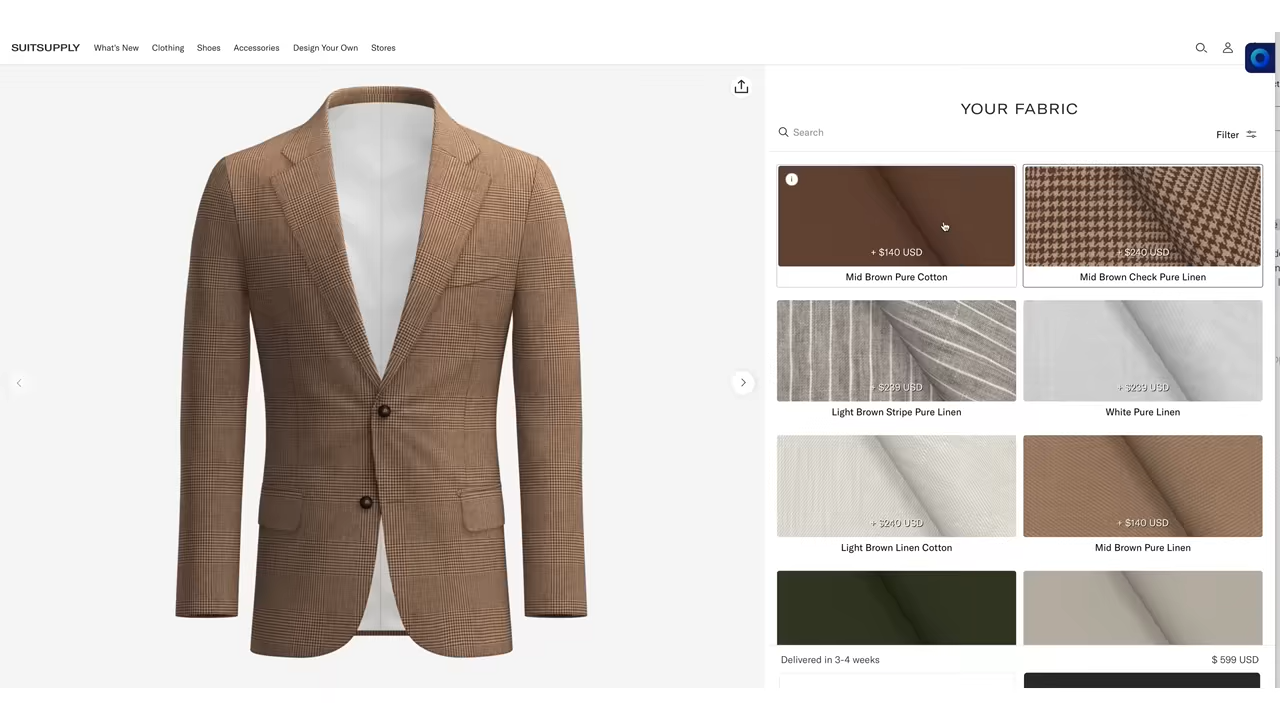 SUITSUPPLY What's New Clothing Shoes Accessories Design Your Own Stores
YOUR FABRIC
Search
Filter
i
+ $140 USD
+ $240 USD
Mid Brown Pure Cotton
Mid Brown Check Pure Linen
+ $239 USD
+ $239 USD
Light Brown Stripe Pure Linen
White Pure Linen
+ $240 USD
+ $140 USD
Light Brown Linen Cotton
Mid Brown Pure Linen
Delivered in 3-4 weeks
$ 599 USD